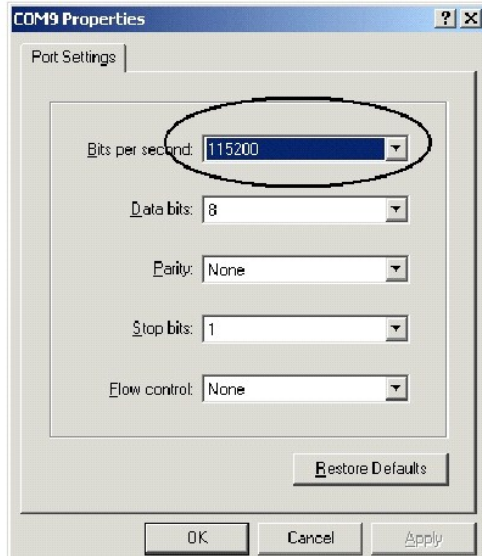 COM9 Properties
Port Settings
Bits per second: 115200
Data bits: 8
Parity: None
Stop bits: 1
Flow control: None
Restore Defaults
OK Cancel Apply